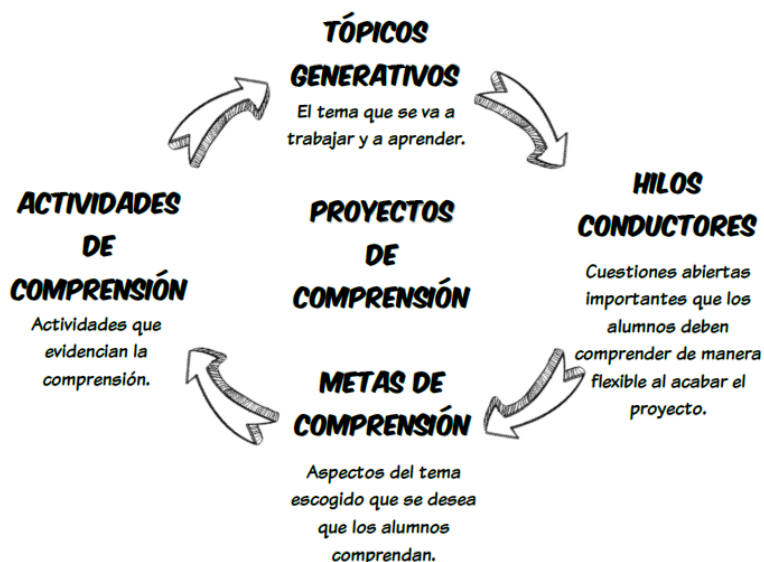 TÓPICOS
GENERATIVOS
El tema que se va a
trabajar y a aprender.
HILOS
CONDUCTORES
Cuestiones abiertas
importantes que los
alumnos deben
comprender de manera
flexible al acabar el
proyecto.
METAS DE
COMPRENSIÓN
Aspectos del tema
escogido que se desea
que los alumnos
comprendan.
ACTIVIDADES
DE
COMPRENSIÓN
Actividades que
evidencian la
comprensión.
PROYECTOS
DE
COMPRENSIÓN